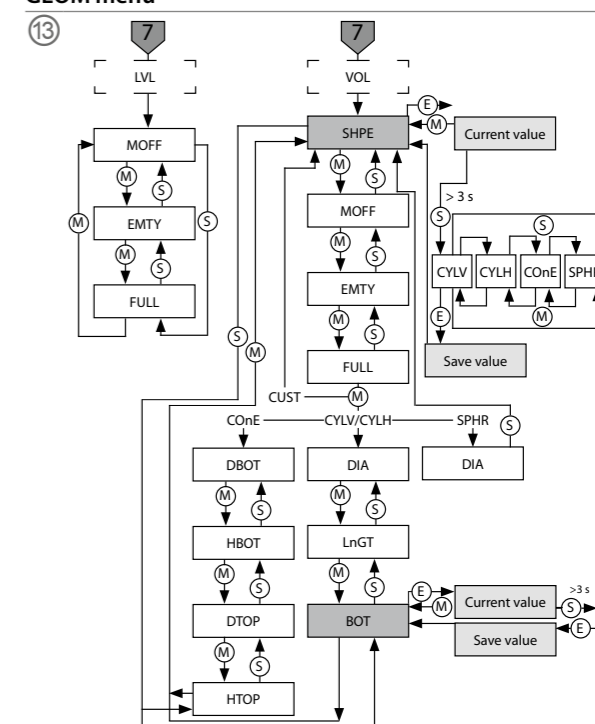 GEOM menu
13
7 7
LVL VOL
E
MOFF SHPE M Current value
M S M S > 3 s
MOFF S S
M EMTY S M S
M S CYLV CYLH COnE SPHR
EMTY
FULL M S E M
S FULL Save value
M
CUST M
COnE CYLV/CYLH SPHR S
DBOT DIA DIA
M S M S
HBOT LnGT
M S M S E Current value >3 s
DTOP BOT M S
Save value E
M S
HTOP